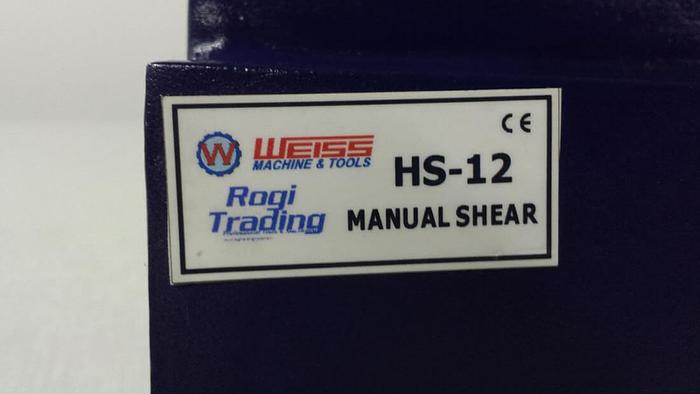 CE
W WEISS
MACHINE & TOOLS
HS-12
Rogi
Trading
MANUAL SHEAR